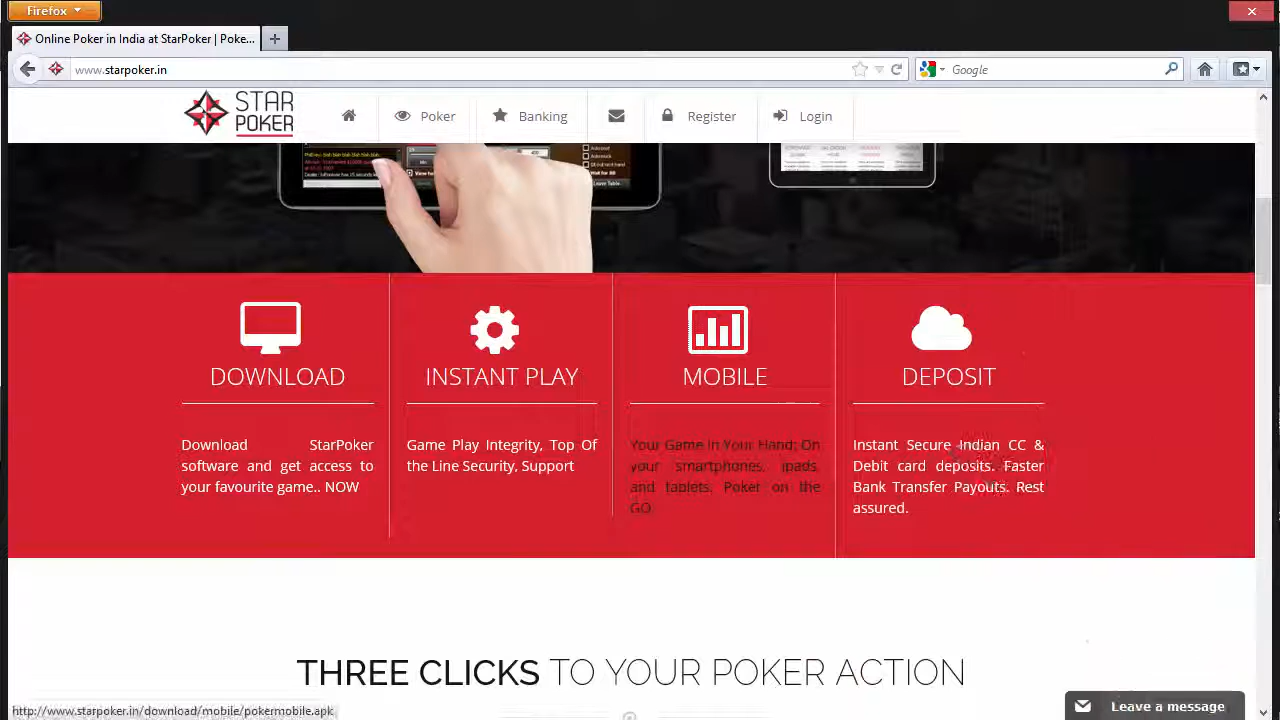 Firefox
Online Poker in India at StarPoker | Poke...
www.starpoker.in
Google
STAR POKER
Poker
Banking
Register
Login
DOWNLOAD
INSTANT PLAY
MOBILE
DEPOSIT
Download StarPoker
software and get access to
your favourite game.. NOW
Game Play Integrity, Top Of
the Line Security, Support
Your Game in Your Hand; On
your smartphones, ipads,
and tablets. Poker on the
GO
Instant Secure Indian CC &
Debit card deposits. Faster
Bank Transfer Payouts. Rest
assured.
THREE CLICKS TO YOUR POKER ACTION
http://www.starpoker.in/download/mobile/pokermobile.apk
Leave a message